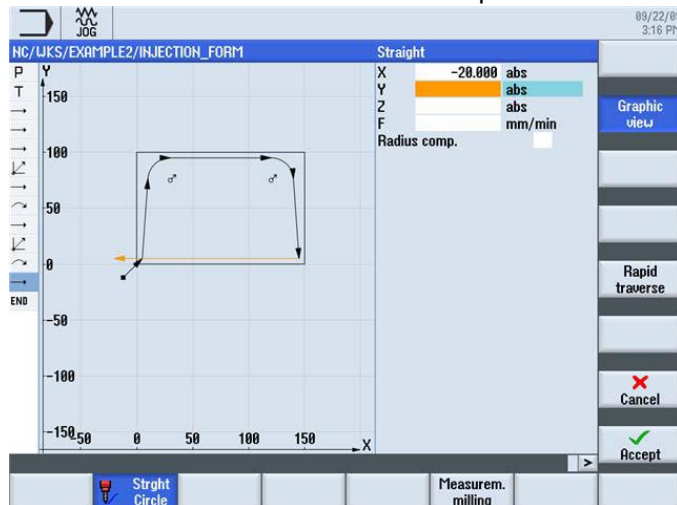 JOG
09/22/0
3:16 PM
NC/WKS/EXAMPLE2/INJECTION_FORM
Straight
P
T
END
Y
150
100
50
0
-50
-100
-150
-50 0 50 100 150
X
X -20.000 abs
Y abs
Z abs
F mm/min
Radius comp.
Graphic view
Rapid traverse
Cancel
Accept
>
Strght Circle
Measurem. milling